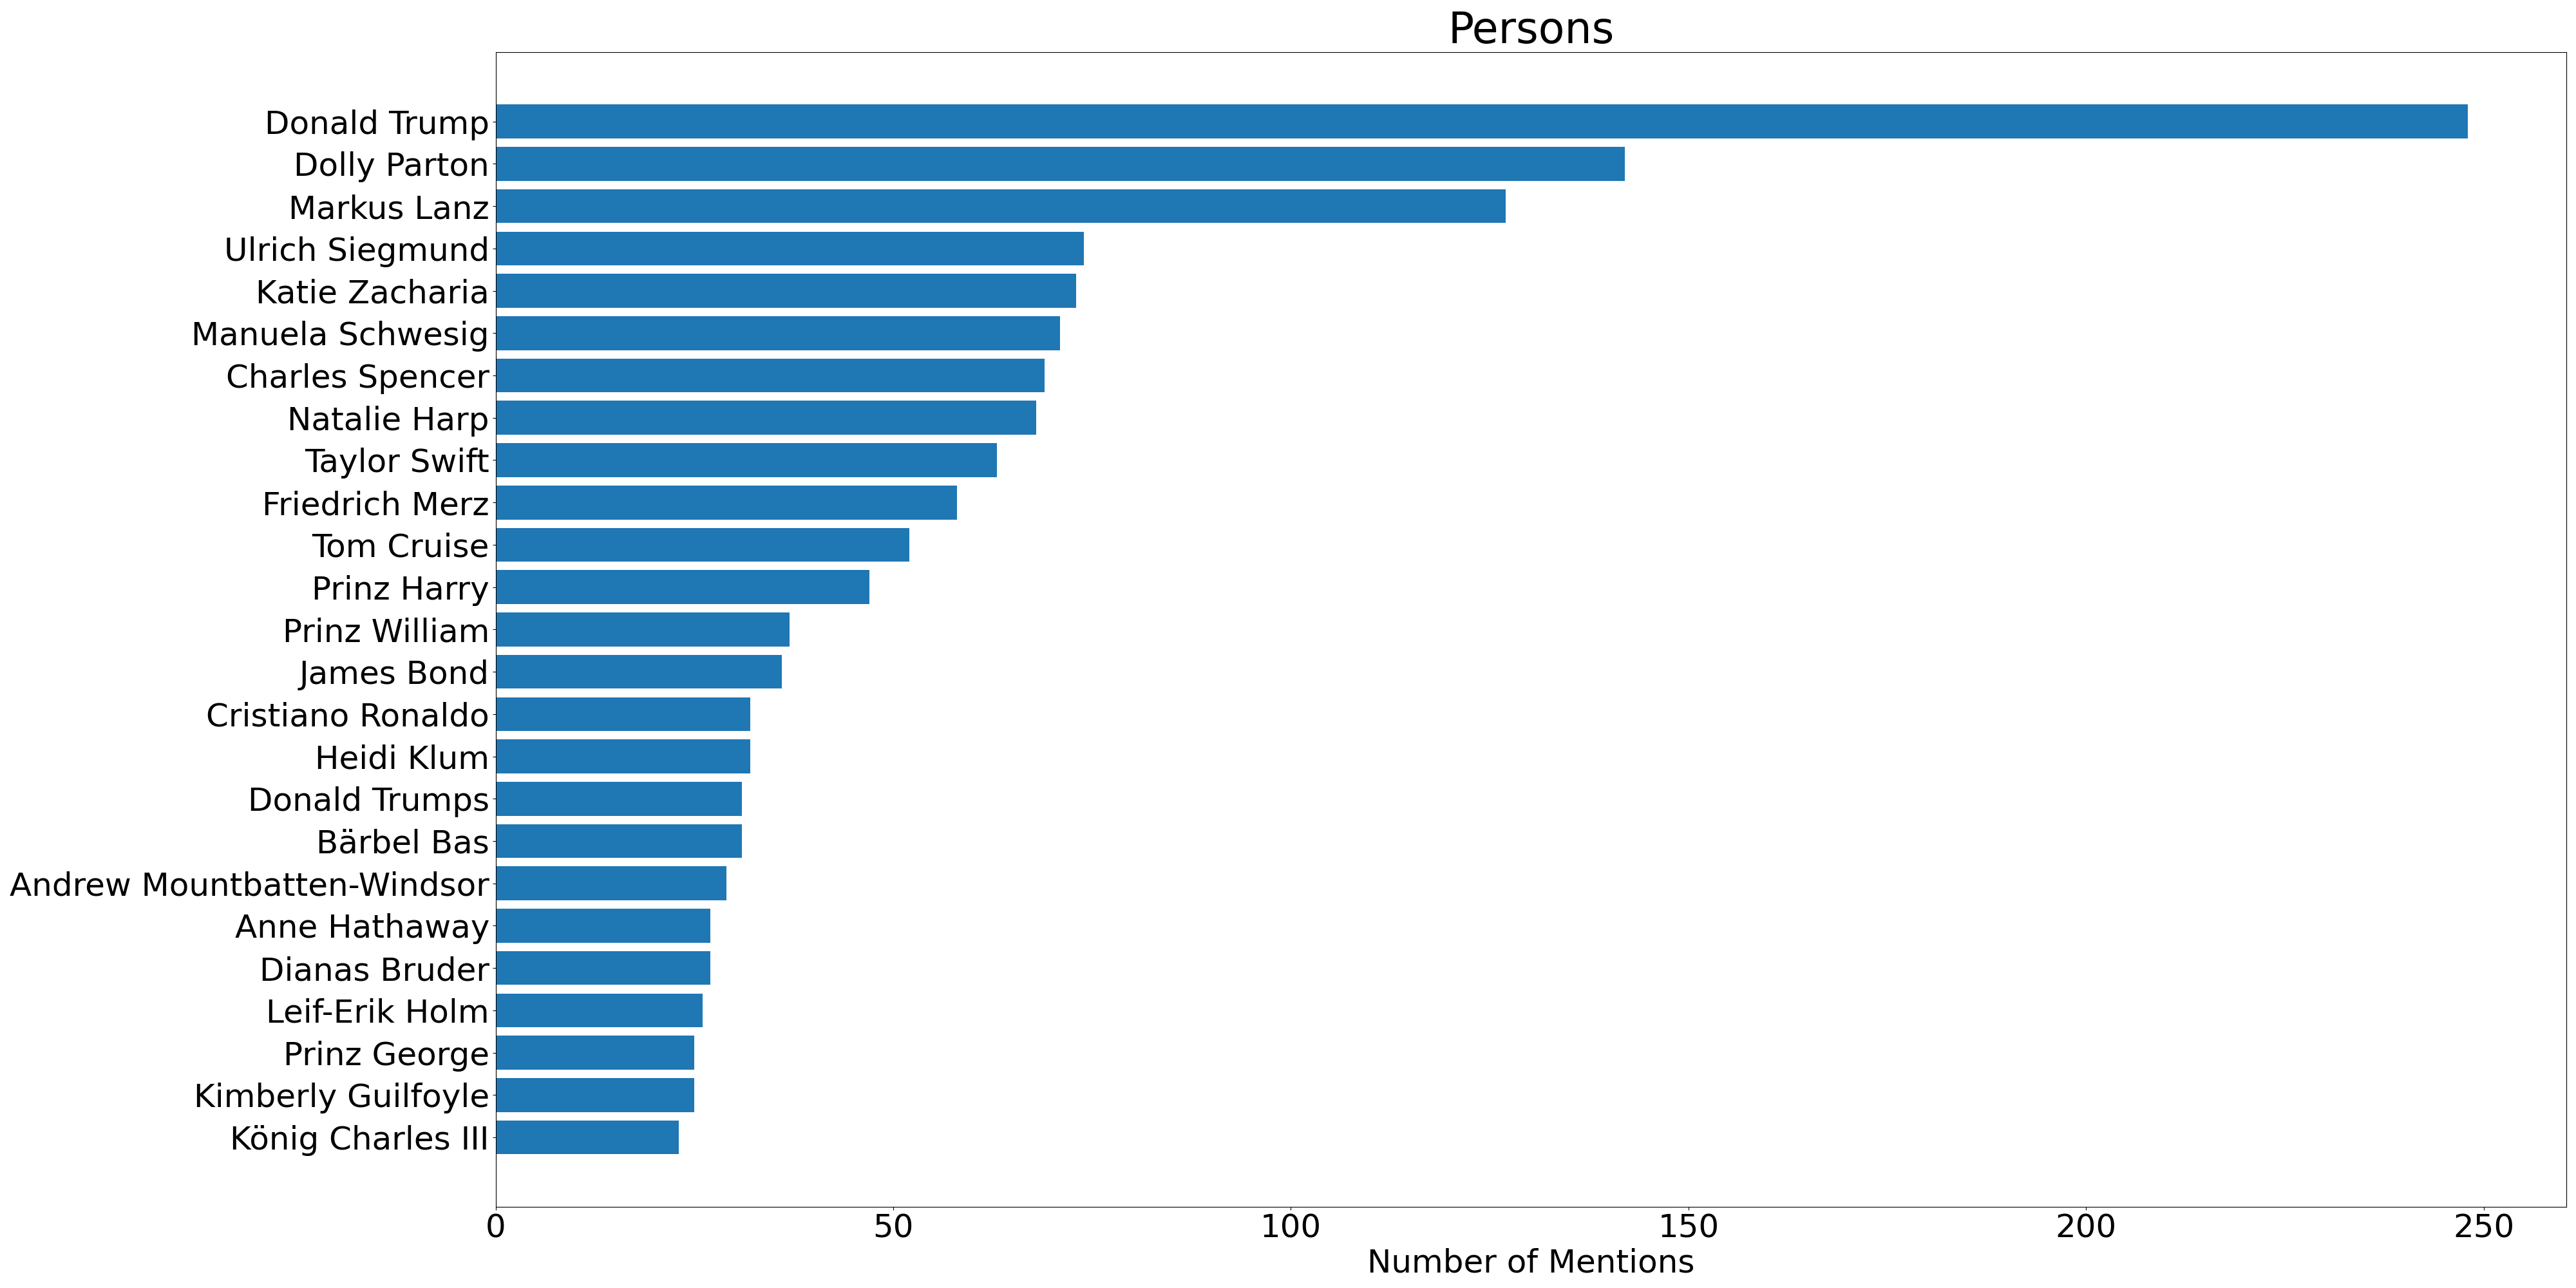 Persons
Donald Trump
Dolly Parton
Markus Lanz
Ulrich Siegmund
Katie Zacharia
Manuela Schwesig
Charles Spencer
Natalie Harp
Taylor Swift
Friedrich Merz
Tom Cruise
Prinz Harry
Prinz William
James Bond
Cristiano Ronaldo
Heidi Klum
Donald Trumps
Bärbel Bas
Andrew Mountbatten-Windsor
Anne Hathaway
Dianas Bruder
Leif-Erik Holm
Prinz George
Kimberly Guilfoyle
König Charles III
0 50 100 150 200 250
Number of Mentions